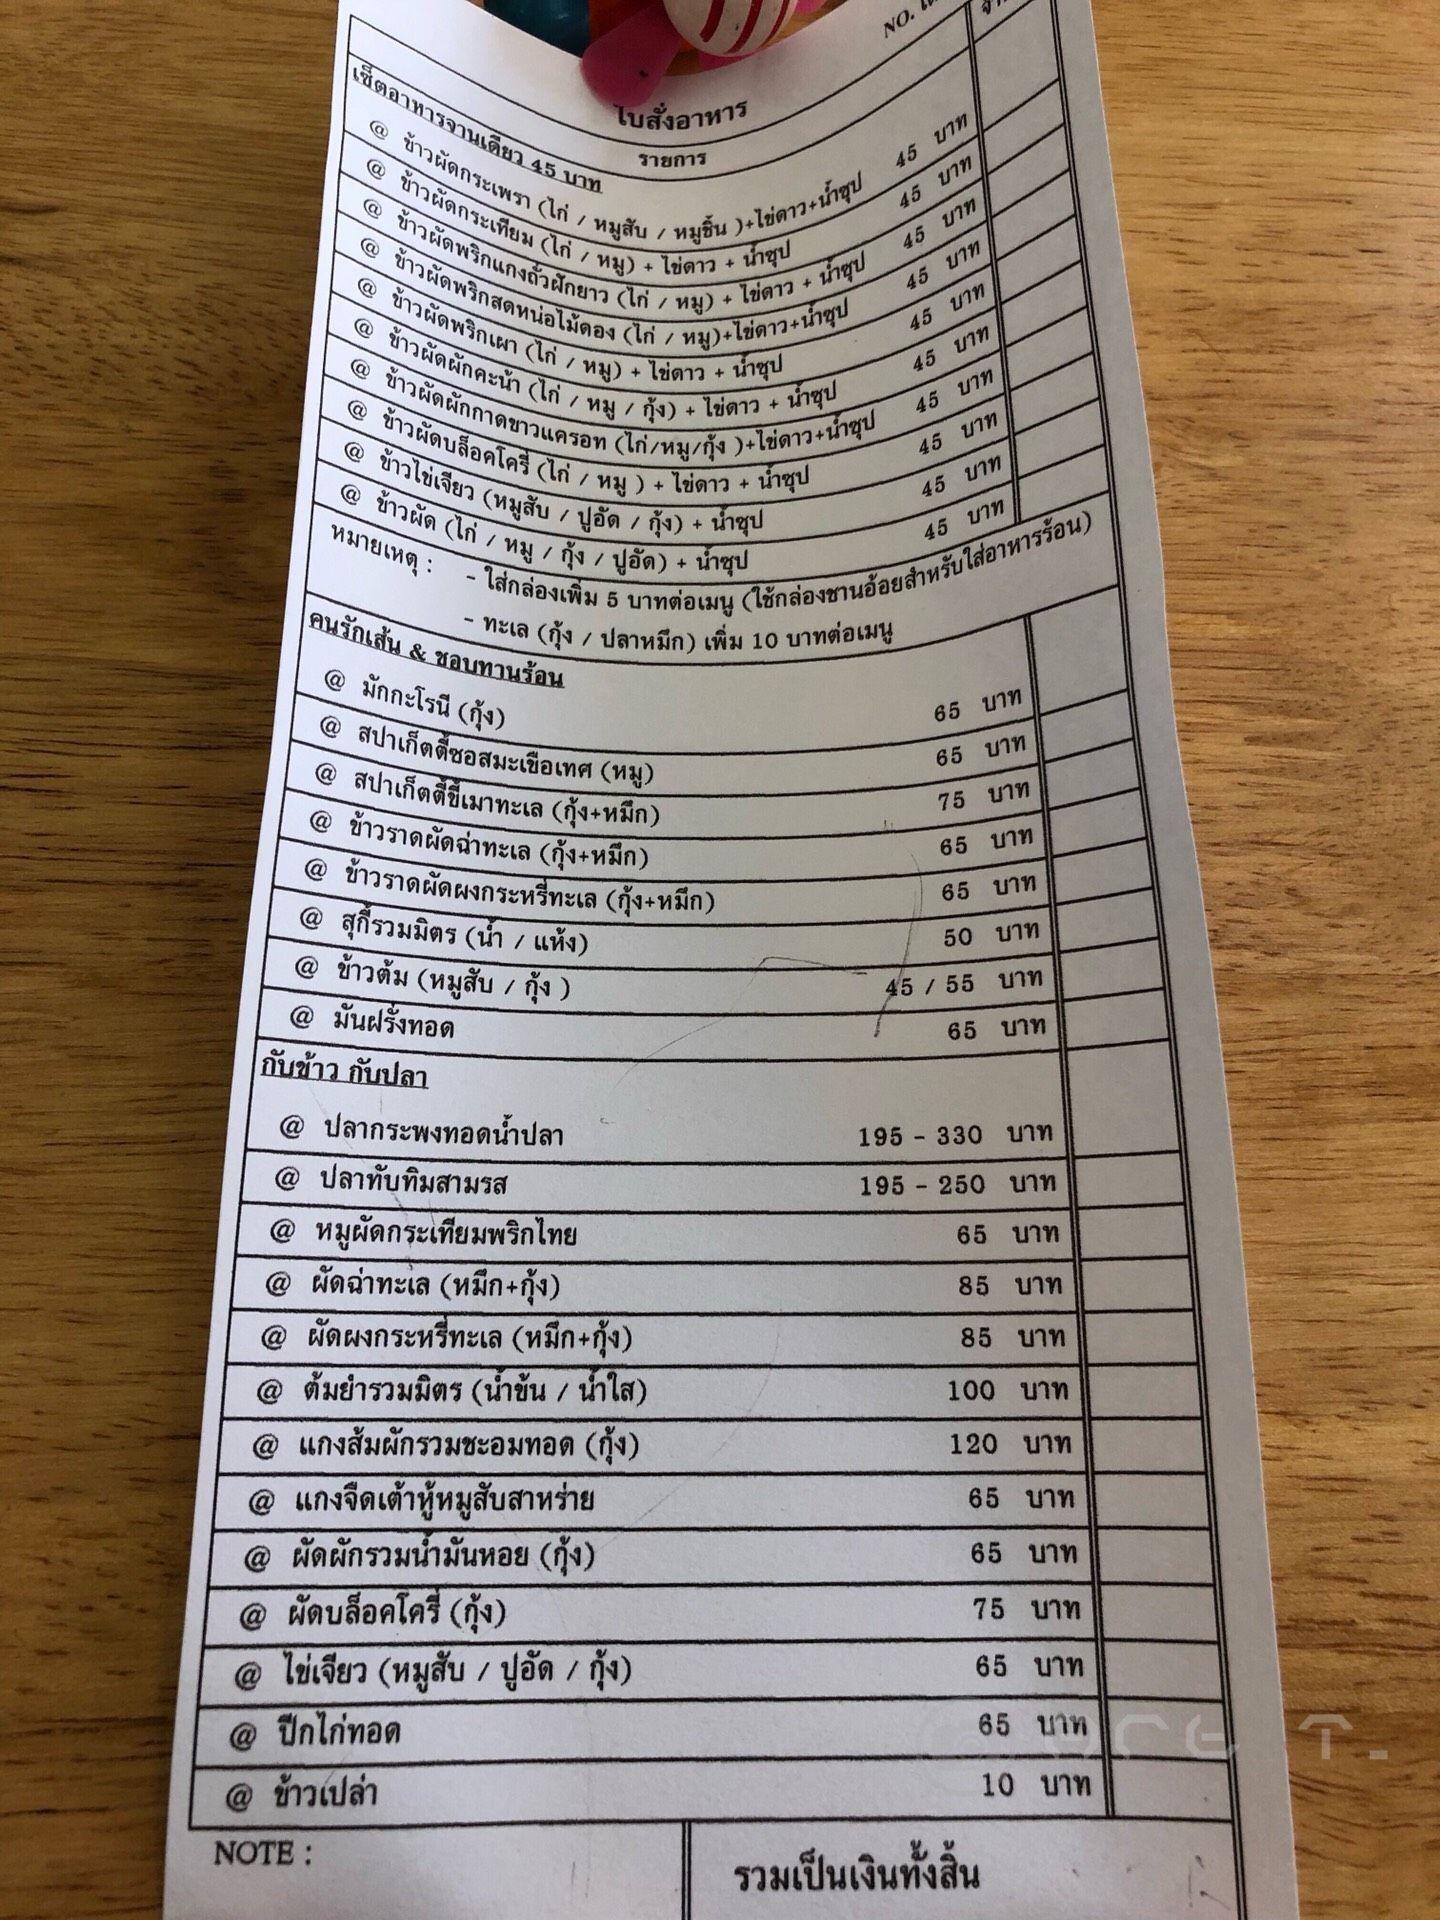 NO.
ใบสั่งอาหาร
รายการ
เซ็ตอาหารจานเดียว 45 บาท
@ ข้าวผัดกระเพรา (ไก่ / หมูสับ / หมูชิ้น )+ไข่ดาว+น้ำซุป 45 บาท
@ ข้าวผัดกระเทียม (ไก่ / หมู) + ไข่ดาว + น้ำซุป 45 บาท
@ ข้าวผัดพริกแกงถั่วฝักยาว (ไก่ / หมู) + ไข่ดาว + น้ำซุป 45 บาท
@ ข้าวผัดพริกสดหน่อไม้ดอง (ไก่ / หมู)+ไข่ดาว+น้ำซุป 45 บาท
@ ข้าวผัดพริกเผา (ไก่ / หมู) + ไข่ดาว + น้ำซุป 45 บาท
@ ข้าวผัดผักคะน้า (ไก่ / หมู / กุ้ง) + ไข่ดาว + น้ำซุป 45 บาท
@ ข้าวผัดผักกาดขาวแครอท (ไก่/หมู/กุ้ง )+ไข่ดาว+น้ำซุป 45 บาท
@ ข้าวผัดบล็อคโครี่ (ไก่ / หมู ) + ไข่ดาว + น้ำซุป 45 บาท
@ ข้าวไข่เจียว (หมูสับ / ปูอัด / กุ้ง) + น้ำซุป 45 บาท
@ ข้าวผัด (ไก่ / หมู / กุ้ง / ปูอัด) + น้ำซุป 45 บาท
หมายเหตุ : - ใส่กล่องเพิ่ม 5 บาทต่อเมนู (ใช้กล่องชานอ้อยสำหรับใส่อาหารร้อน)
- ทะเล (กุ้ง / ปลาหมึก) เพิ่ม 10 บาทต่อเมนู
คนรักเส้น & ชอบทานร้อน
@ มักกะโรนี (กุ้ง) 65 บาท
@ สปาเก็ตตี้ซอสมะเขือเทศ (หมู) 65 บาท
@ สปาเก็ตตี้ขี้เมาทะเล (กุ้ง+หมึก) 75 บาท
@ ข้าวราดผัดฉ่าทะเล (กุ้ง+หมึก) 65 บาท
@ ข้าวราดผัดผงกระหรี่ทะเล (กุ้ง+หมึก) 65 บาท
@ สุกี้รวมมิตร (น้ำ / แห้ง) 50 บาท
@ ข้าวต้ม (หมูสับ / กุ้ง ) 45 / 55 บาท
@ มันฝรั่งทอด 65 บาท
กับข้าว กับปลา
@ ปลากระพงทอดน้ำปลา 195 - 330 บาท
@ ปลาทับทิมสามรส 195 - 250 บาท
@ หมูผัดกระเทียมพริกไทย 65 บาท
@ ผัดฉ่าทะเล (หมึก+กุ้ง) 85 บาท
@ ผัดผงกระหรี่ทะเล (หมึก+กุ้ง) 85 บาท
@ ต้มยำรวมมิตร (น้ำข้น / น้ำใส) 100 บาท
@ แกงส้มผักรวมชะอมทอด (กุ้ง) 120 บาท
@ แกงจืดเต้าหู้หมูสับสาหร่าย 65 บาท
@ ผัดผักรวมน้ำมันหอย (กุ้ง) 65 บาท
@ ผัดบล็อคโครี่ (กุ้ง) 75 บาท
@ ไข่เจียว (หมูสับ / ปูอัด / กุ้ง) 65 บาท
@ ปีกไก่ทอด 65 บาท
@ ข้าวเปล่า 10 บาท
NOTE :
รวมเป็นเงินทั้งสิ้น